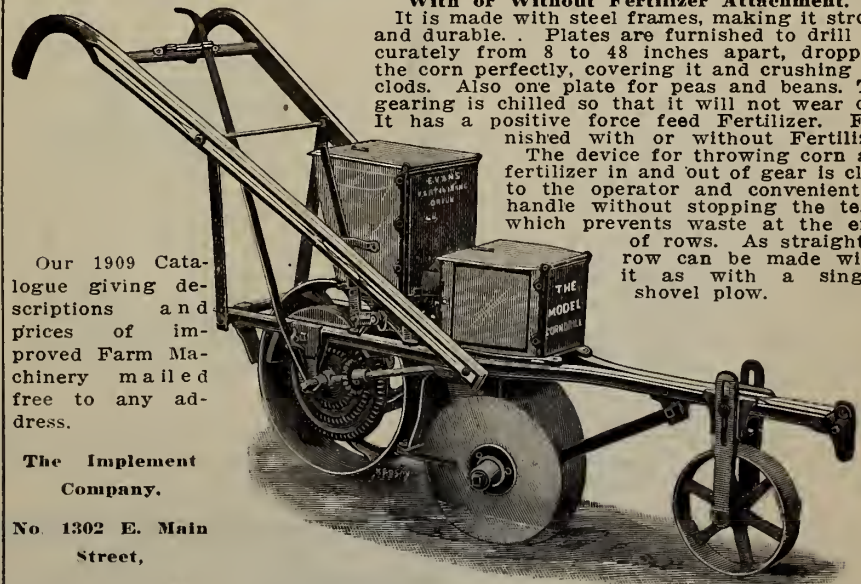 With or Without Fertilizer Attachment.
It is made with steel frames, making it stro
and durable. . Plates are furnished to drill
curately from 8 to 48 inches apart, dropp
the corn perfectly, covering it and crushing
clods. Also one plate for peas and beans. T
gearing is chilled so that it will not wear o
It has a positive force feed Fertilizer. F
nished with or without Fertiliz
The device for throwing corn a
fertilizer in and out of gear is cl
to the operator and convenient
handle without stopping the te
which prevents waste at the e
of rows. As straight
row can be made wi
it as with a sing
shovel plow.
EVANS
THE
MODEL
CORN DRILL
Our 1909 Cata-
logue giving de-
scriptions and
prices of im-
proved Farm Ma-
chinery mailed
free to any ad-
dress.
The Implement
Company.
No. 1302 E. Main
Street,